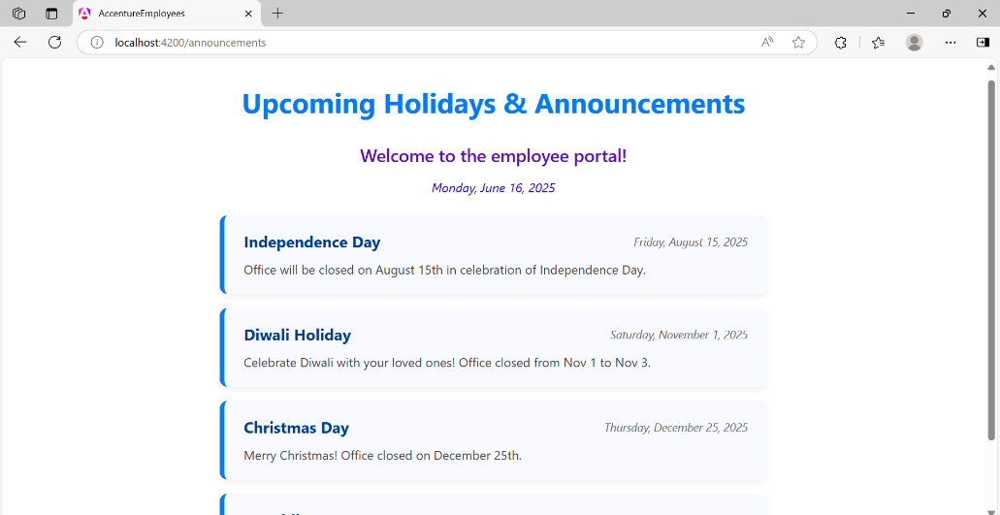 AccentureEmployees
localhost:4200/announcements
Upcoming Holidays & Announcements
Welcome to the employee portal!
Monday, June 16, 2025
Independence Day
Friday, August 15, 2025
Office will be closed on August 15th in celebration of Independence Day.
Diwali Holiday
Saturday, November 1, 2025
Celebrate Diwali with your loved ones! Office closed from Nov 1 to Nov 3.
Christmas Day
Thursday, December 25, 2025
Merry Christmas! Office closed on December 25th.